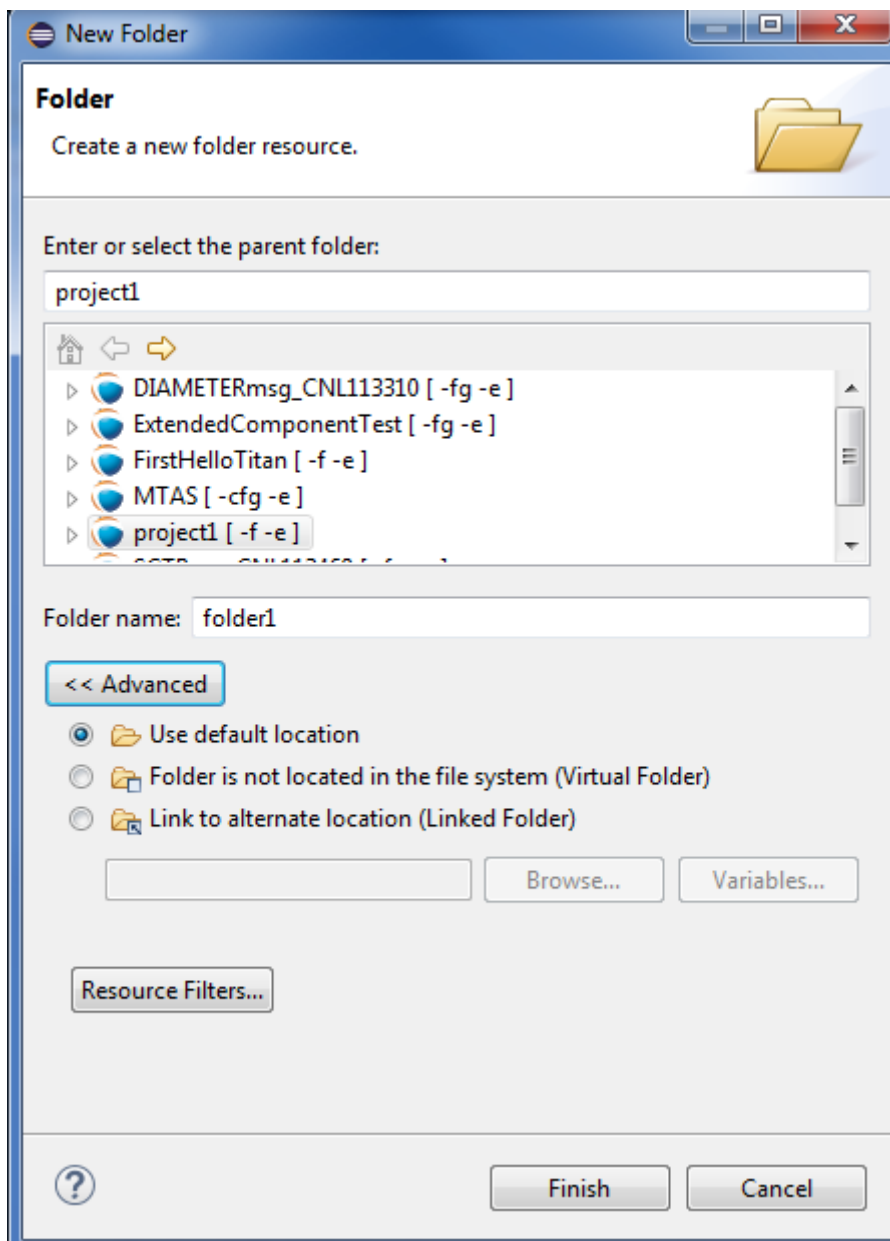 New Folder
Folder
Create a new folder resource.
Enter or select the parent folder:
project1
DIAMETERmsg_CNL113310 [ -fg -e ]
ExtendedComponentTest [ -fg -e ]
FirstHelloTitan [ -f -e ]
MTAS [ -cfg -e ]
project1 [ -f -e ]
Folder name: folder1
<< Advanced
Use default location
Folder is not located in the file system (Virtual Folder)
Link to alternate location (Linked Folder)
Browse... Variables...
Resource Filters...
Finish Cancel